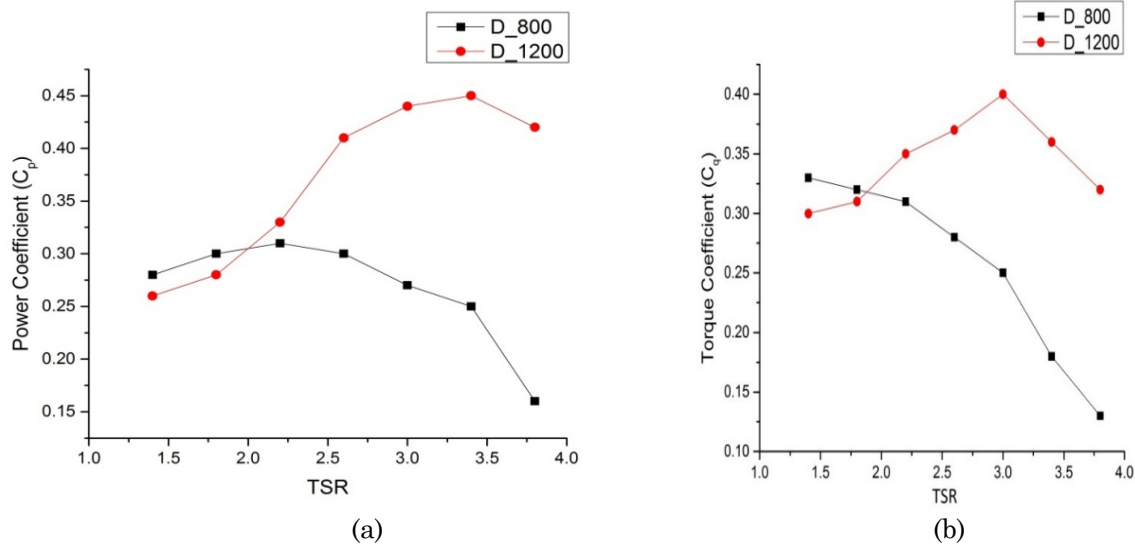 D_800
D_1200
Power Coefficient (Cp)
0.45
0.40
0.35
0.30
0.25
0.20
0.15
1.0 1.5 2.0 2.5 3.0 3.5 4.0
TSR
(a)
D_800
D_1200
Torque Coefficient (Cq)
0.40
0.35
0.30
0.25
0.20
0.15
0.10
1.0 1.5 2.0 2.5 3.0 3.5 4.0
TSR
(b)